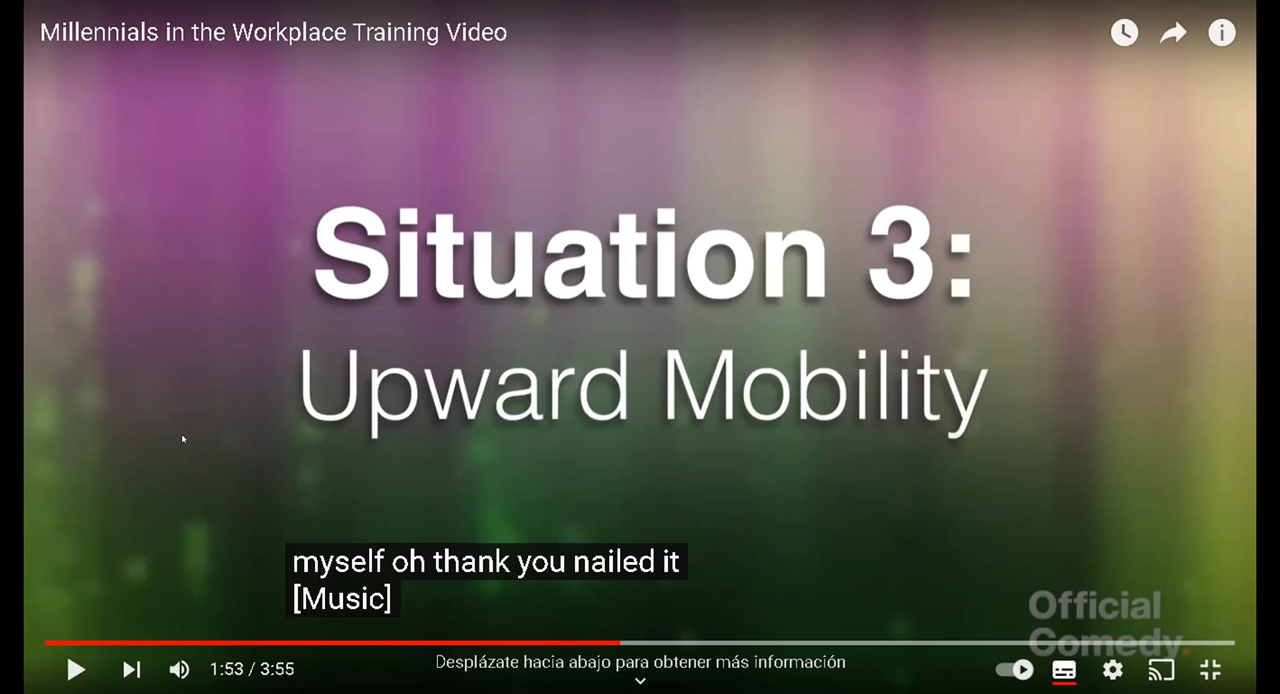 Millennials in the Workplace Training Video
Situation 3:
Upward Mobility
myself oh thank you nailed it
[Music]
Official
Comedy.
1:53 / 3:55
Desplázate hacia abajo para obtener más información